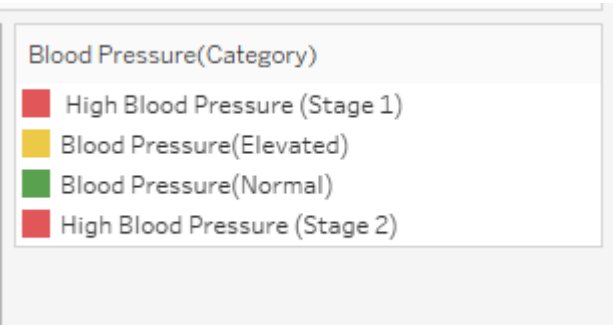 Blood Pressure(Category)
High Blood Pressure (Stage 1)
Blood Pressure(Elevated)
Blood Pressure(Normal)
High Blood Pressure (Stage 2)